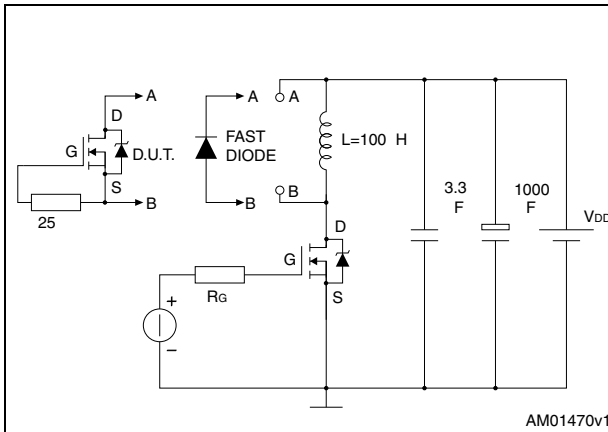 A
A
A
D
G
D.U.T.
FAST
DIODE
L=100 H
S
B
B
B
25
3.3
F
1000
F
VDD
D
G
S
RG
+
−
AM01470v1